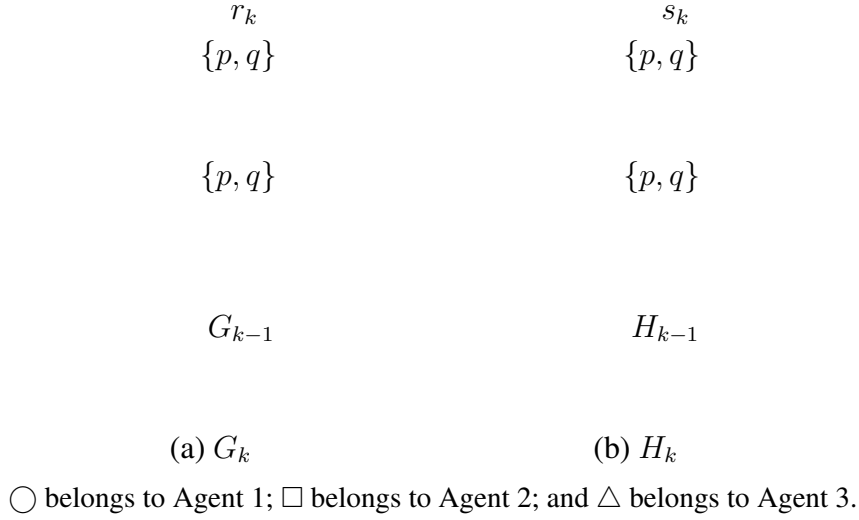 r_k s_k
{p, q} {p, q}
{p, q} {p, q}
G_{k−1} H_{k−1}
(a) G_k (b) H_k
◯ belongs to Agent 1; □ belongs to Agent 2; and △ belongs to Agent 3.